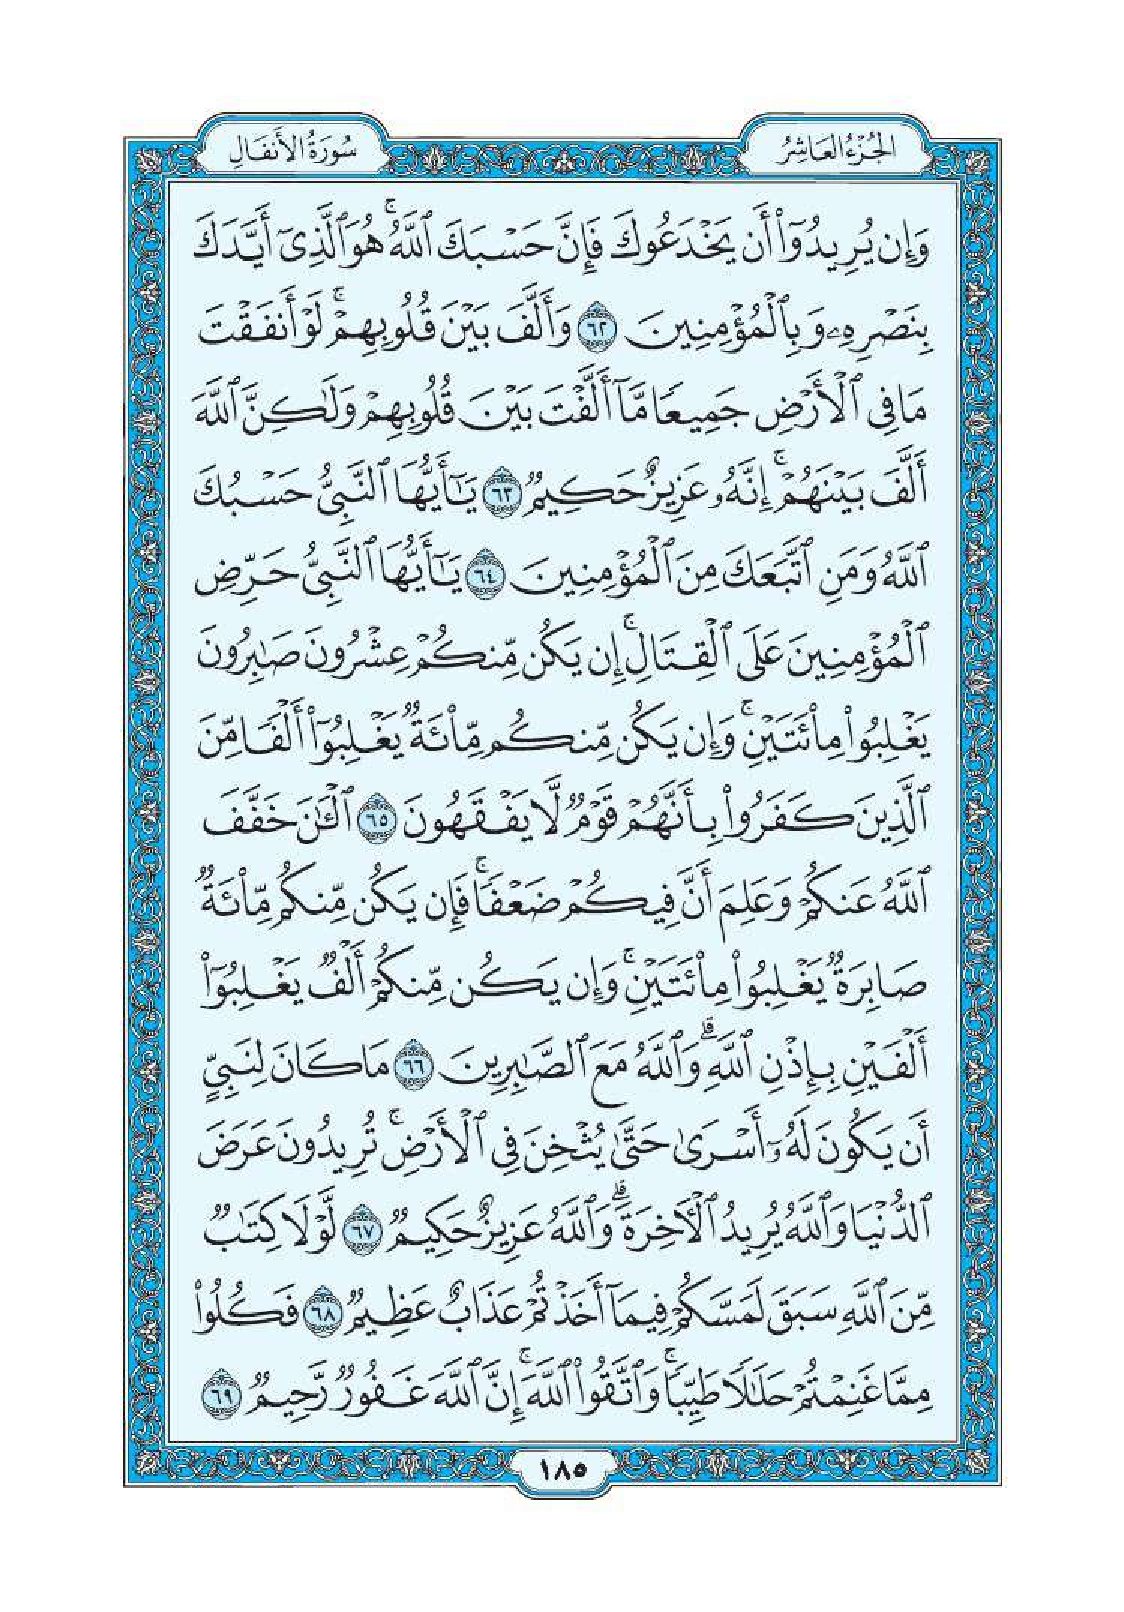 الجُزْءُ العَاشِرُ
سُورَةُ الأَنفَالِ
وَإِن يُرِيدُوٓا۟ أَن يَخْدَعُوكَ فَإِنَّ حَسْبَكَ ٱللَّهُ ۚ هُوَ ٱلَّذِىٓ أَيَّدَكَ
بِنَصْرِهِۦ وَبِٱلْمُؤْمِنِينَ ٦٢ وَأَلَّفَ بَيْنَ قُلُوبِهِمْ ۚ لَوْ أَنفَقْتَ
مَا فِى ٱلْأَرْضِ جَمِيعًا مَّآ أَلَّفْتَ بَيْنَ قُلُوبِهِمْ وَلَـٰكِنَّ ٱللَّهَ
أَلَّفَ بَيْنَهُمْ ۚ إِنَّهُۥ عَزِيزٌ حَكِيمٌ ٦٣ يَـٰٓأَيُّهَا ٱلنَّبِىُّ حَسْبُكَ
ٱللَّهُ وَمَنِ ٱتَّبَعَكَ مِنَ ٱلْمُؤْمِنِينَ ٦٤ يَـٰٓأَيُّهَا ٱلنَّبِىُّ حَرِّضِ
ٱلْمُؤْمِنِينَ عَلَى ٱلْقِتَالِ ۚ إِن يَكُن مِّنكُمْ عِشْرُونَ صَـٰبِرُونَ
يَغْلِبُوا۟ مِا۟ئَتَيْنِ ۚ وَإِن يَكُن مِّنكُم مِّا۟ئَةٌ يَغْلِبُوٓا۟ أَلْفًا مِّنَ
ٱلَّذِينَ كَفَرُوا۟ بِأَنَّهُمْ قَوْمٌ لَّا يَفْقَهُونَ ٦٥ ٱلْـَٔـٰنَ خَفَّفَ
ٱللَّهُ عَنكُمْ وَعَلِمَ أَنَّ فِيكُمْ ضَعْفًا ۚ فَإِن يَكُن مِّنكُم مِّا۟ئَةٌ
صَابِرَةٌ يَغْلِبُوا۟ مِا۟ئَتَيْنِ ۚ وَإِن يَكُن مِّنكُمْ أَلْفٌ يَغْلِبُوٓا۟
أَلْفَيْنِ بِإِذْنِ ٱللَّهِ ۗ وَٱللَّهُ مَعَ ٱلصَّـٰبِرِينَ ٦٦ مَا كَانَ لِنَبِىٍّ
أَن يَكُونَ لَهُۥٓ أَسْرَىٰ حَتَّىٰ يُثْخِنَ فِى ٱلْأَرْضِ ۚ تُرِيدُونَ عَرَضَ
ٱلدُّنْيَا وَٱللَّهُ يُرِيدُ ٱلْـَٔاخِرَةَ ۗ وَٱللَّهُ عَزِيزٌ حَكِيمٌ ٦٧ لَّوْلَا كِتَـٰبٌ
مِّنَ ٱللَّهِ سَبَقَ لَمَسَّكُمْ فِيمَآ أَخَذْتُمْ عَذَابٌ عَظِيمٌ ٦٨ فَكُلُوا۟
مِمَّا غَنِمْتُمْ حَلَـٰلًا طَيِّبًا ۚ وَٱتَّقُوا۟ ٱللَّهَ ۚ إِنَّ ٱللَّهَ غَفُورٌ رَّحِيمٌ ٦٩
١٨٥